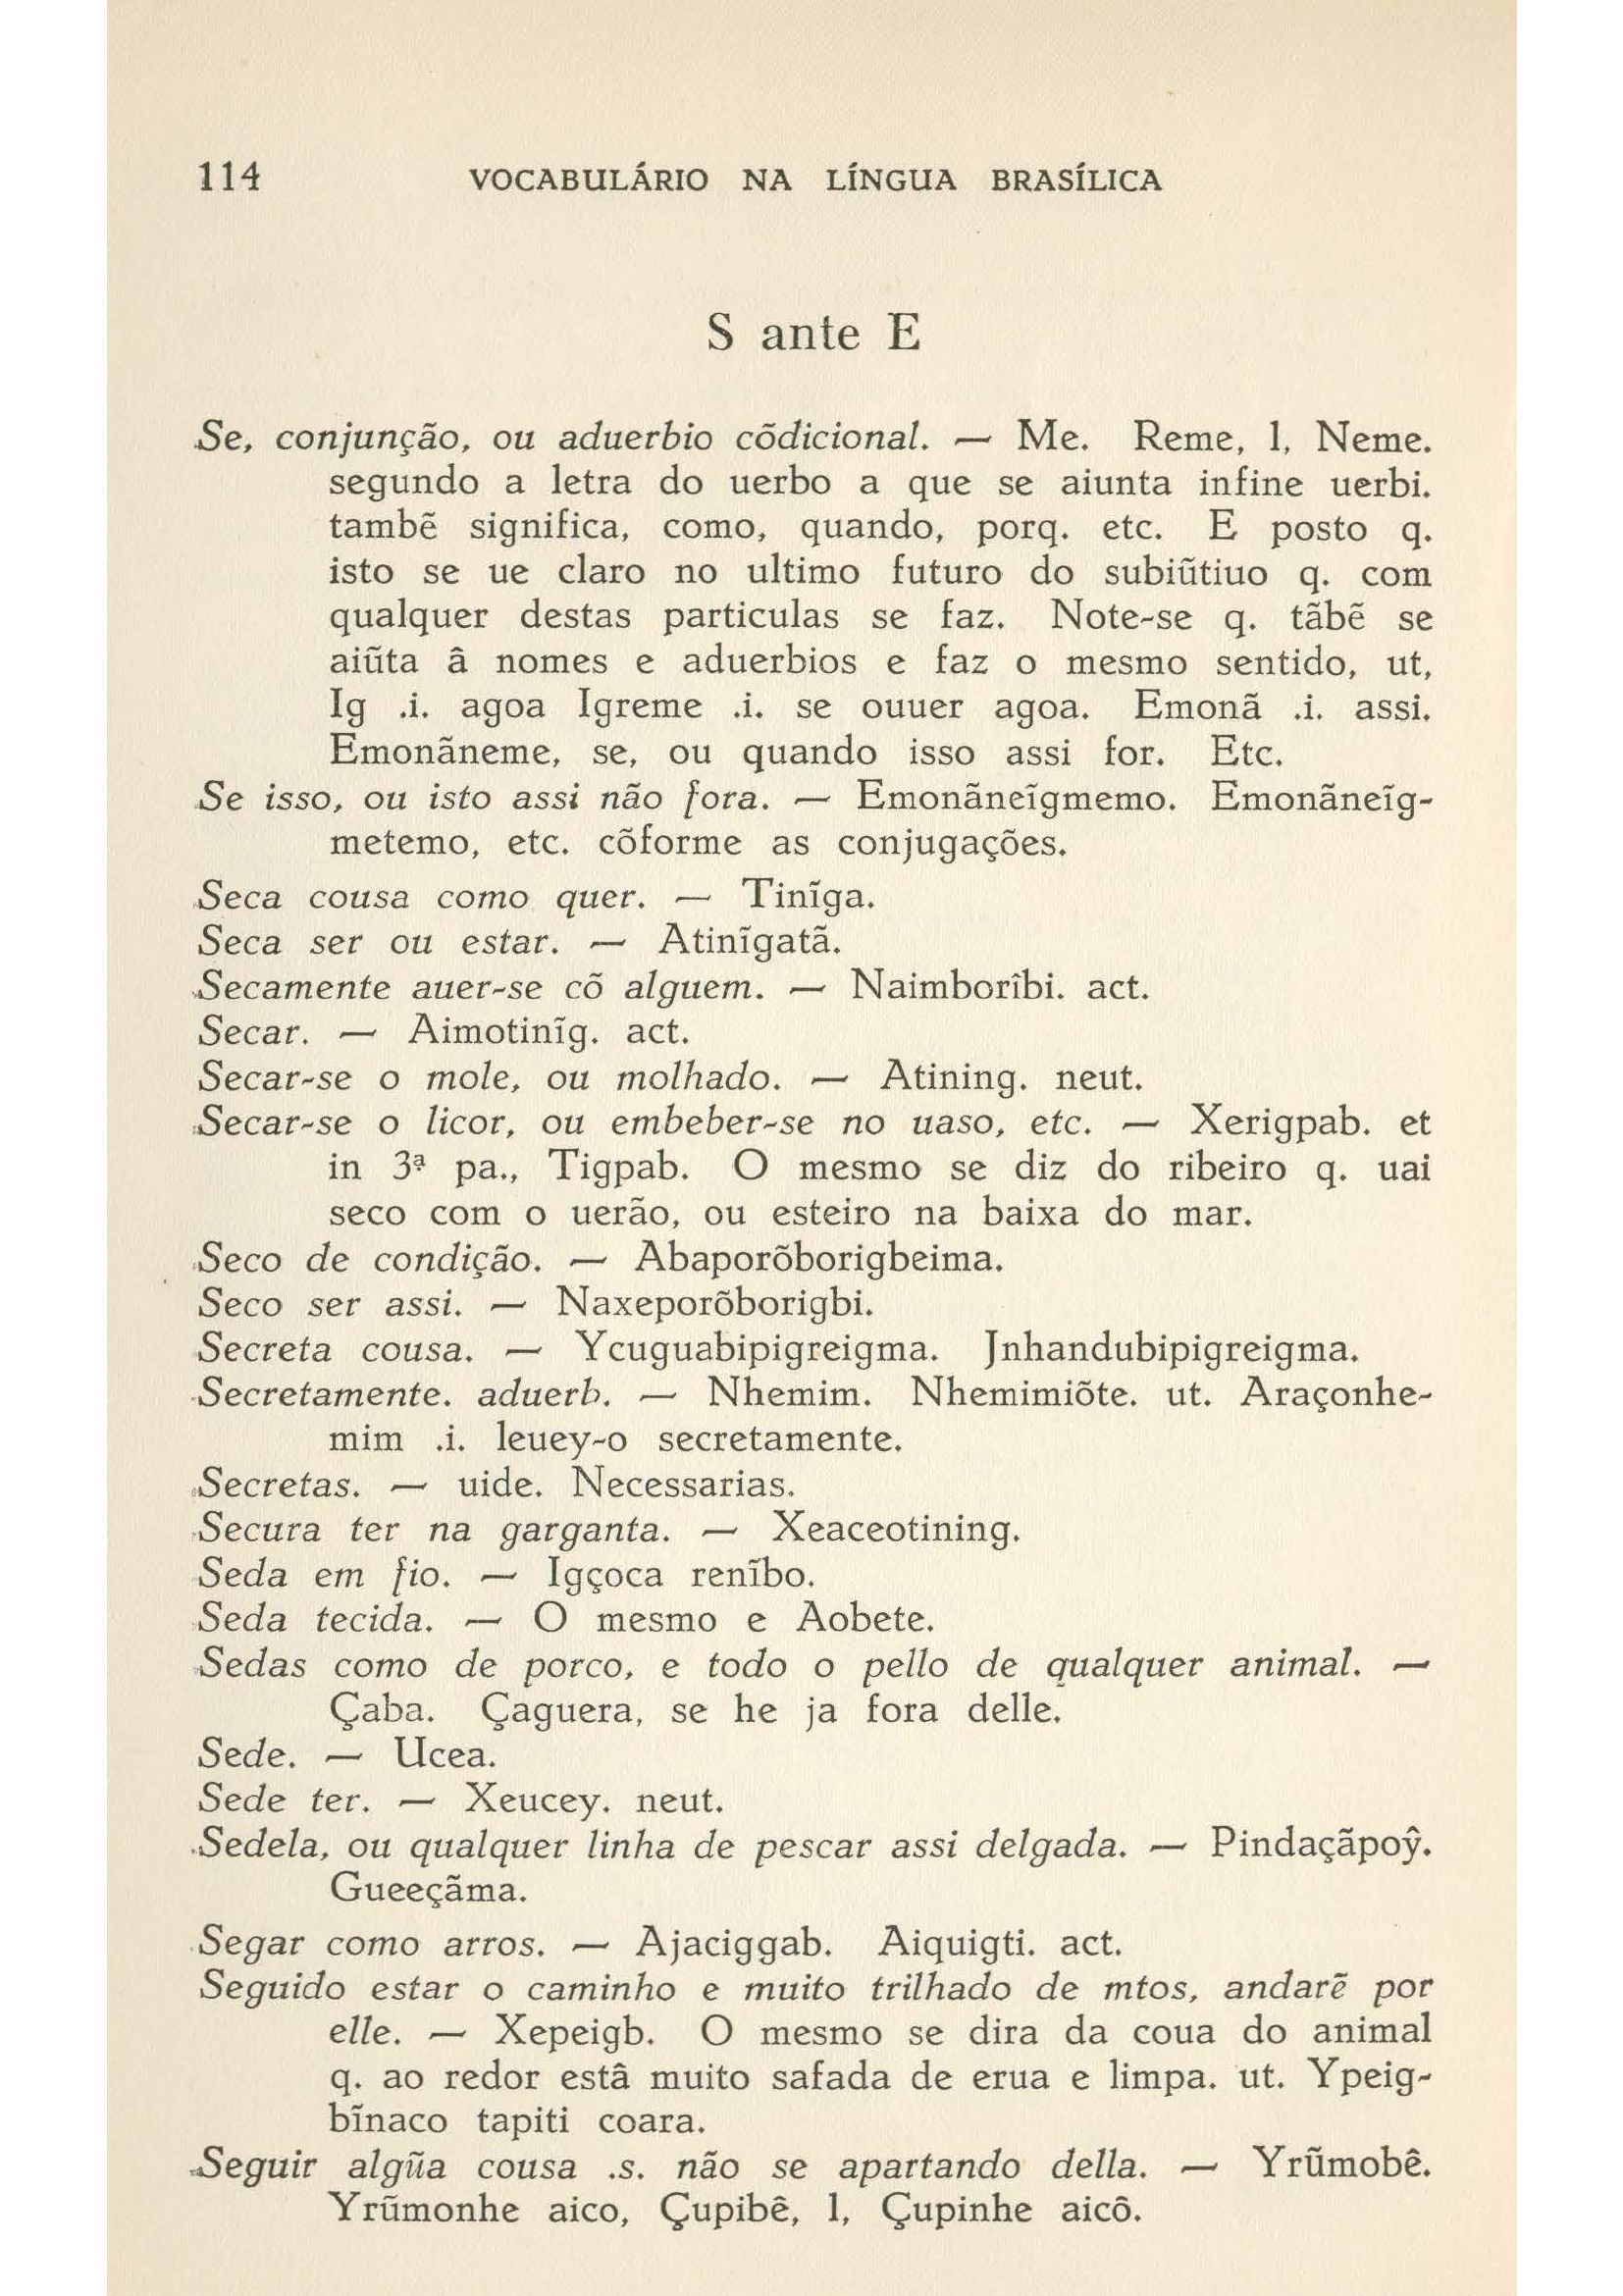 114 VOCABULÁRIO NA LÍNGUA BRASÍLICA
S ante E
Se, conjunção, ou aduerbio cõdicional. — Me. Reme, l, Neme.
segundo a letra do uerbo a que se aiunta infine uerbi.
tambẽ significa, como, quando, porq. etc. E posto q.
isto se ue claro no ultimo futuro do subiũtiuo q. com
qualquer destas particulas se faz. Note-se q. tãbẽ se
aiũta â nomes e aduerbios e faz o mesmo sentido, ut,
Ig .i. agoa Igreme .i. se ouuer agoa. Emonã .i. assi.
Emonãneme, se, ou quando isso assi for. Etc.
Se isso, ou isto assi não fora. — Emonãneĩgmemo. Emonãneĩg-
metemo, etc. cõforme as conjugações.
Seca cousa como quer. — Tinĩga.
Seca ser ou estar. — Atinĩgatã.
Secamente auer-se cõ alguem. — Naimborîbi. act.
Secar. — Aimotinĩg. act.
Secar-se o mole, ou molhado. — Atining. neut.
Secar-se o licor, ou embeber-se no uaso, etc. — Xerigpab. et
in 3ª pa., Tigpab. O mesmo se diz do ribeiro q. uai
seco com o uerão, ou esteiro na baixa do mar.
Seco de condição. — Abaporõborigbeima.
Seco ser assi. — Naxeporõborigbi.
Secreta cousa. — Ycuguabipigreigma. Jnhandubipigreigma.
Secretamente. aduerb. — Nhemim. Nhemimiõte. ut. Araçonhe-
mim .i. leuey-o secretamente.
Secretas. — uide. Necessarias.
Secura ter na garganta. — Xeaceotining.
Seda em fio. — Igçoca renĩbo.
Seda tecida. — O mesmo e Aobete.
Sedas como de porco, e todo o pello de qualquer animal. —
Çaba. Çaguera, se he ja fora delle.
Sede. — Ucea.
Sede ter. — Xeucey. neut.
Sedela, ou qualquer linha de pescar assi delgada. — Pindaçãpoŷ.
Gueeçãma.
Segar como arros. — Ajaciggab. Aiquigti. act.
Seguido estar o caminho e muito trilhado de mtos, andarẽ por
elle. — Xepeigb. O mesmo se dira da coua do animal
q. ao redor estâ muito safada de erua e limpa. ut. Ypeig-
bĩnaco tapiti coara.
Seguir algũa cousa .s. não se apartando della. — Yrũmobê.
Yrũmonhe aico, Çupibê, l, Çupinhe aicô.